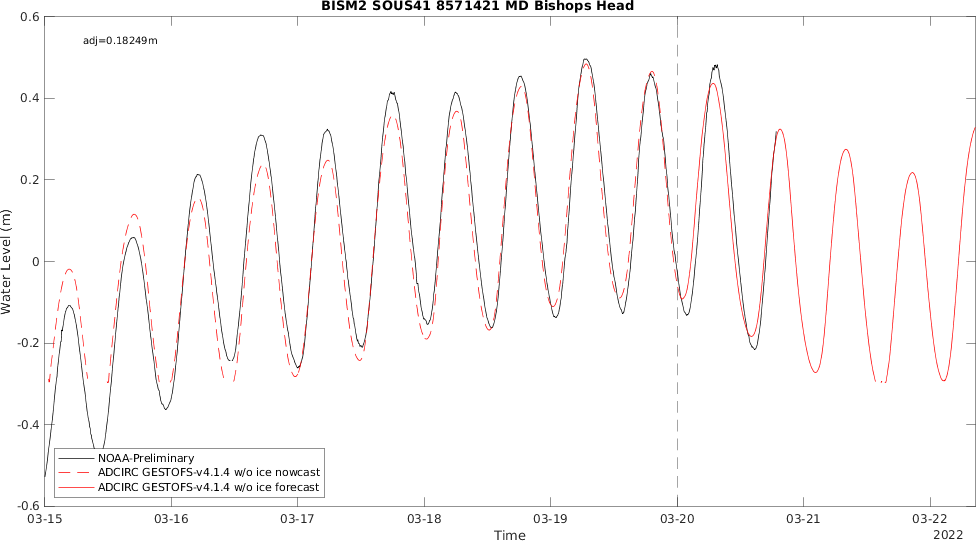 BISM2 SOUS41 8571421 MD Bishops Head
adj=0.18249m
0.6
0.4
0.2
0
-0.2
-0.4
-0.6
Water Level (m)
NOAA-Preliminary
ADCIRC GESTOFS-v4.1.4 w/o ice nowcast
ADCIRC GESTOFS-v4.1.4 w/o ice forecast
03-15 03-16 03-17 03-18 03-19 03-20 03-21 03-22
Time
2022